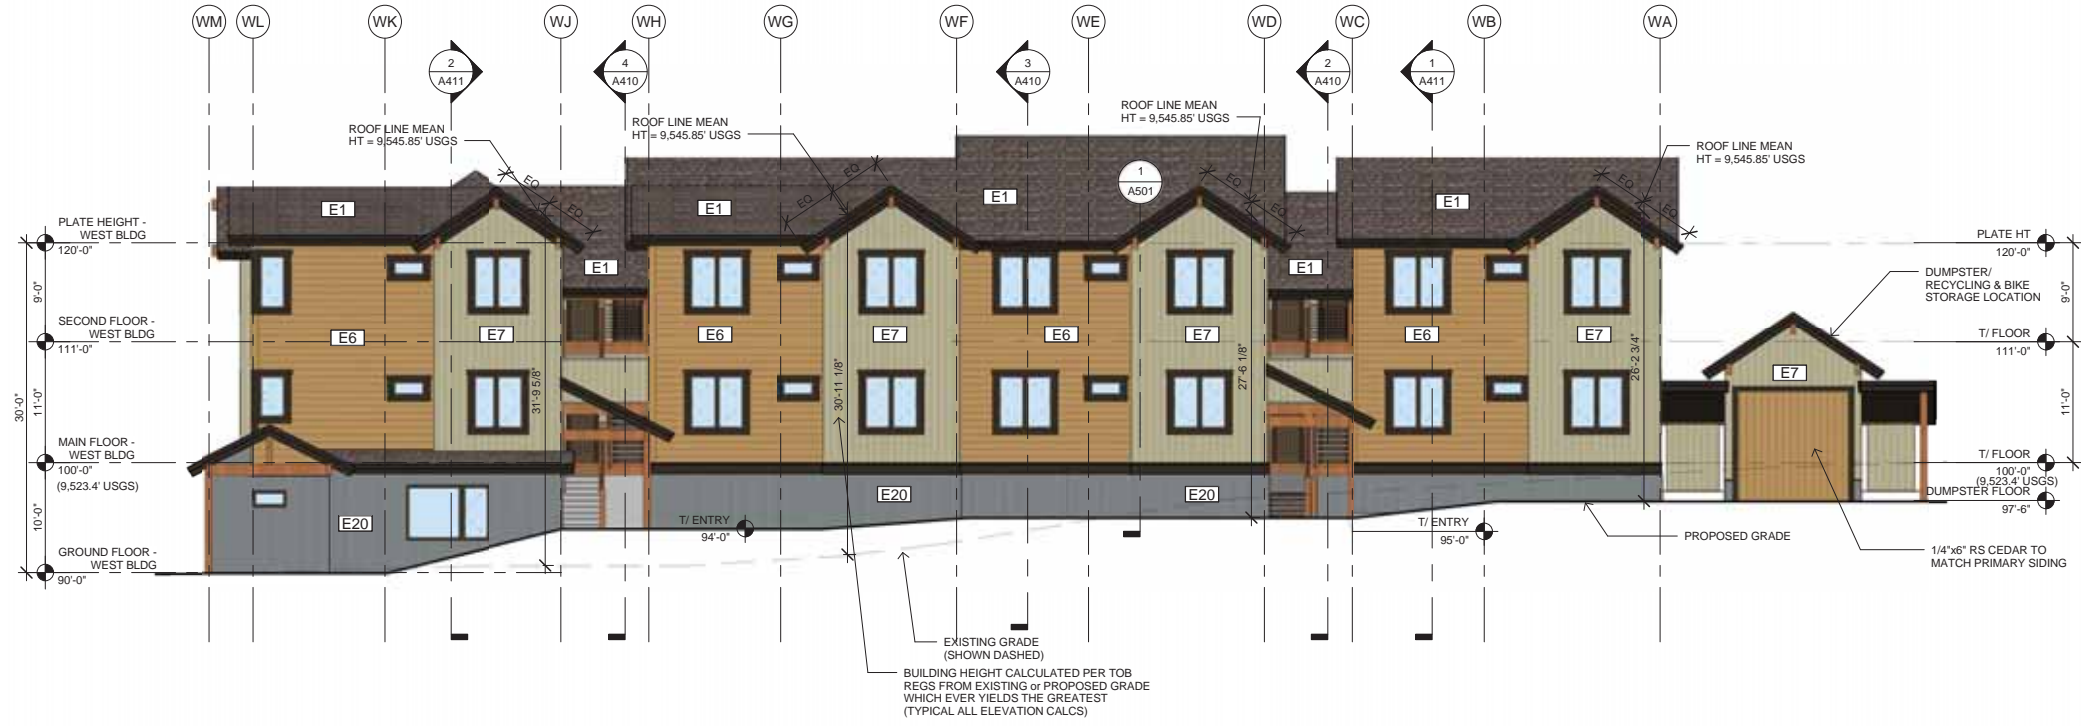 WM
WL
WK
WJ
WH
WG
WF
WE
WD
WC
WB
WA
2
A411
4
A410
3
A410
2
A410
1
A411
ROOF LINE MEAN
HT = 9,545.85' USGS
ROOF LINE MEAN
HT = 9,545.85' USGS
ROOF LINE MEAN
HT = 9,545.85' USGS
ROOF LINE MEAN
HT = 9,545.85' USGS
1
A501
EQ
EQ
EQ
EQ
EQ
EQ
EQ
EQ
E1
E1
E1
E1
E1
E1
PLATE HEIGHT -
WEST BLDG
120'-0"
SECOND FLOOR -
WEST BLDG
111'-0"
MAIN FLOOR -
WEST BLDG
100'-0"
(9,523.4' USGS)
GROUND FLOOR -
WEST BLDG
90'-0"
30'-0"
9'-0"
11'-0"
10'-0"
E6
E7
E6
E7
E6
E7
E6
E7
E7
31'-9 5/8"
30'-11 1/8"
27'-6 1/8"
26'-2 3/4"
E20
E20
E20
T/ ENTRY
94'-0"
T/ ENTRY
95'-0"
PLATE HT
120'-0"
DUMPSTER/
RECYCLING & BIKE
STORAGE LOCATION
9'-0"
T/ FLOOR
111'-0"
11'-0"
T/ FLOOR
100'-0"
(9,523.4' USGS)
DUMPSTER FLOOR
97'-6"
PROPOSED GRADE
1/4"x6" RS CEDAR TO
MATCH PRIMARY SIDING
EXISTING GRADE
(SHOWN DASHED)
BUILDING HEIGHT CALCULATED PER TOB
REGS FROM EXISTING or PROPOSED GRADE
WHICH EVER YIELDS THE GREATEST
(TYPICAL ALL ELEVATION CALCS)